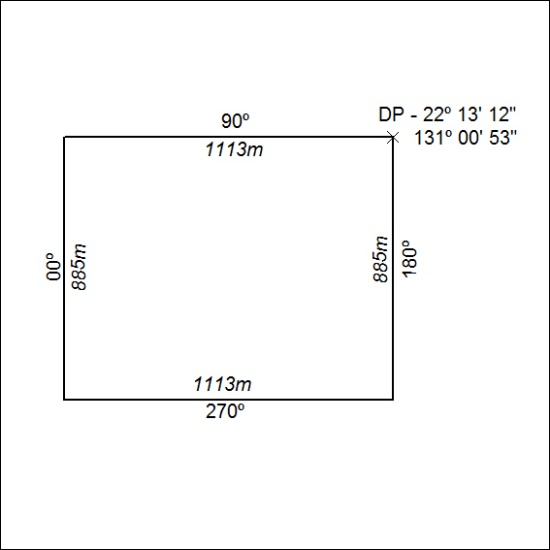 DP - 22º 13' 12"
90º
131º 00' 53"
1113m
00º
885m
885m
180º
1113m
270º